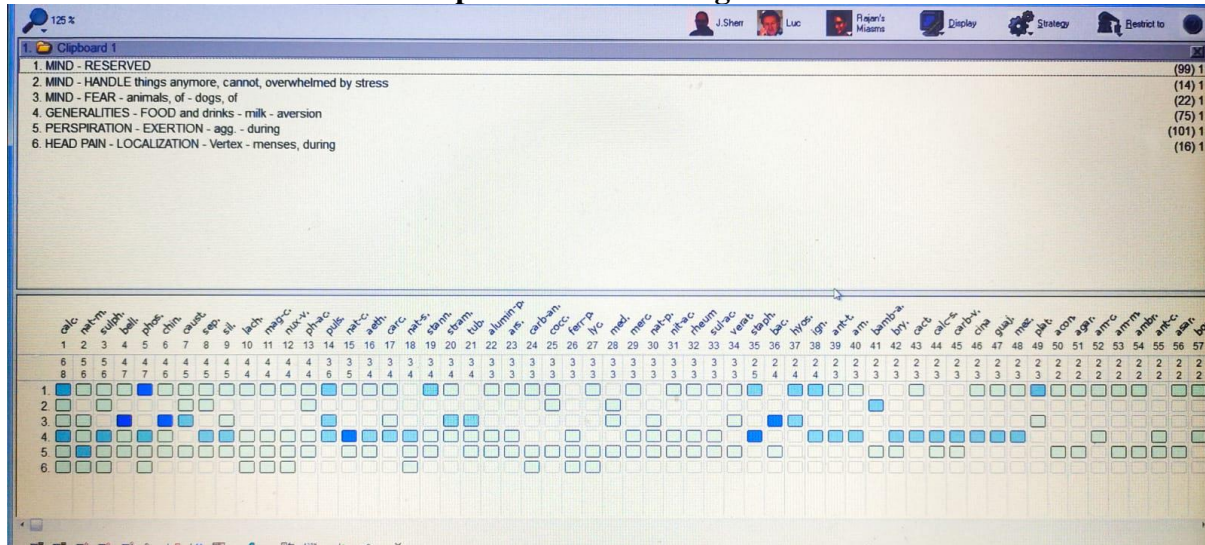 125 %
J.Sherr
Luc
Rajan's Miasms
Display
Strategy
Restrict to
1. Clipboard 1
1. MIND - RESERVED (99) 1
2. MIND - HANDLE things anymore, cannot, overwhelmed by stress (14) 1
3. MIND - FEAR - animals, of - dogs, of (22) 1
4. GENERALITIES - FOOD and drinks - milk - aversion (75) 1
5. PERSPIRATION - EXERTION - agg. - during (101) 1
6. HEAD PAIN - LOCALIZATION - Vertex - menses, during (16) 1
calc. nat-m. sulph. bell. phos. chin. caust. sep. sil. lach. mag-c. nux-v. ph-ac. puls. nat-c. aeth. carc. nat-s. stann. stram. tub. alumin-p. ars. carb-an. cocc. ferr-p. lyc. med. merc. nat-p. nit-ac. rheum sul-ac. verat. staph. bac. hyos. ign. ant-t. arn. bamb-a. bry. calc-s. carb-v. cina guaj. mez. plat. acon. agar. am-c. am-m. ambr. ant-c. asar.
1 2 3 4 5 6 7 8 9 10 11 12 13 14 15 16 17 18 19 20 21 22 23 24 25 26 27 28 29 30 31 32 33 34 35 36 37 38 39 40 41 42 43 44 45 46 47 48 49 50 51 52 53 54 55 56 57
6 5 5 4 4 4 4 4 4 4 4 4 4 3 3 3 3 3 3 3 3 3 3 3 3 3 3 3 3 3 3 3 3 3 2 2 2 2 2 2 2 2 2 2 2 2 2 2 2 2 2 2 2 2 2 2 2
8 6 6 7 7 6 5 5 5 4 4 4 4 6 5 4 4 4 4 4 4 3 3 3 3 3 3 3 3 3 3 3 3 3 5 4 4 4 3 3 3 3 3 3 3 3 3 3 3 2 2 2 2 2 2 2 2
1.
2.
3.
4.
5.
6.